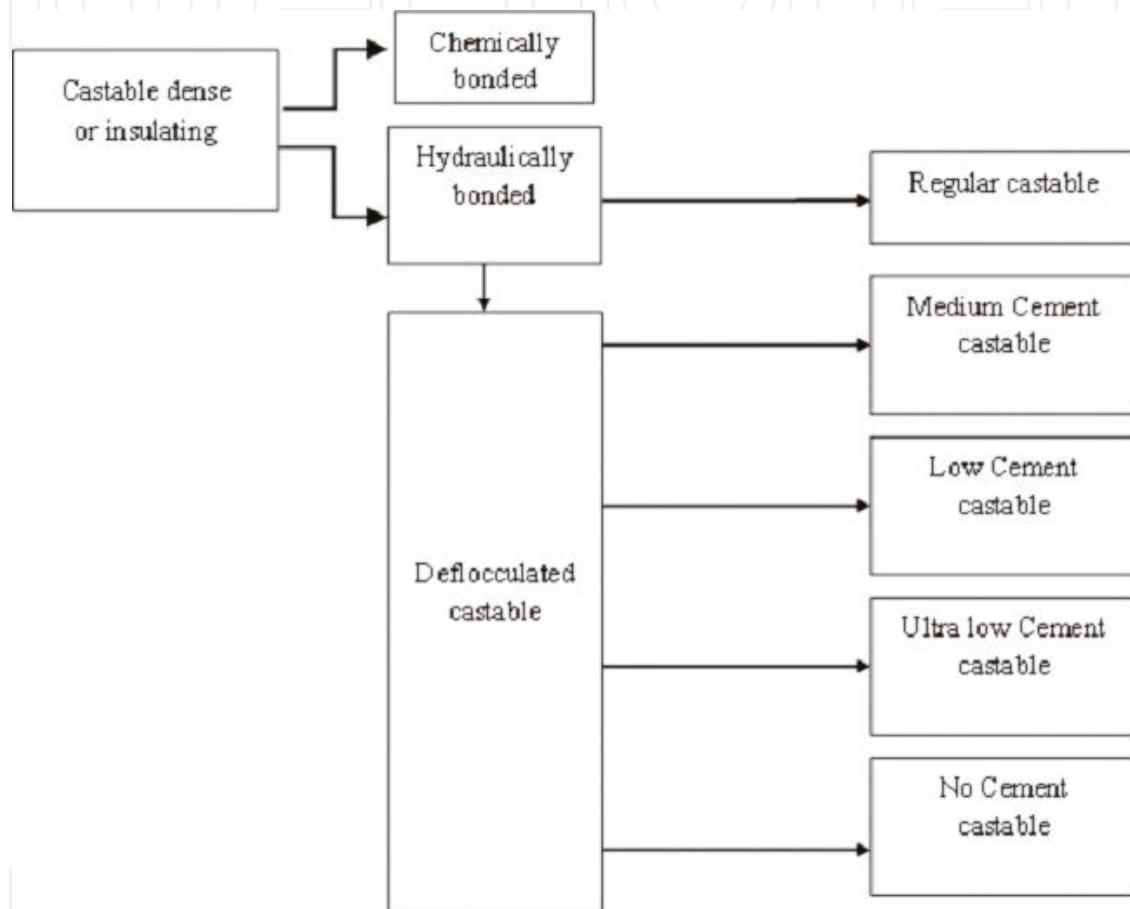 Castable dense
or insulating
Chemically
bonded
Hydraulically
bonded
Regular castable
Medium Cement
castable
Low Cement
castable
Deflocculated
castable
Ultra low Cement
castable
No Cement
castable